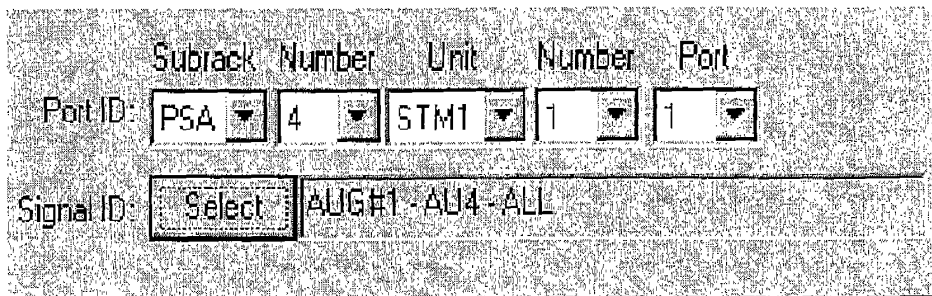 Subrack Number Unit Number Port
Port ID: PSA 4 STM1 1 1
Signal ID: Select AUG#1 - AU4 - ALL